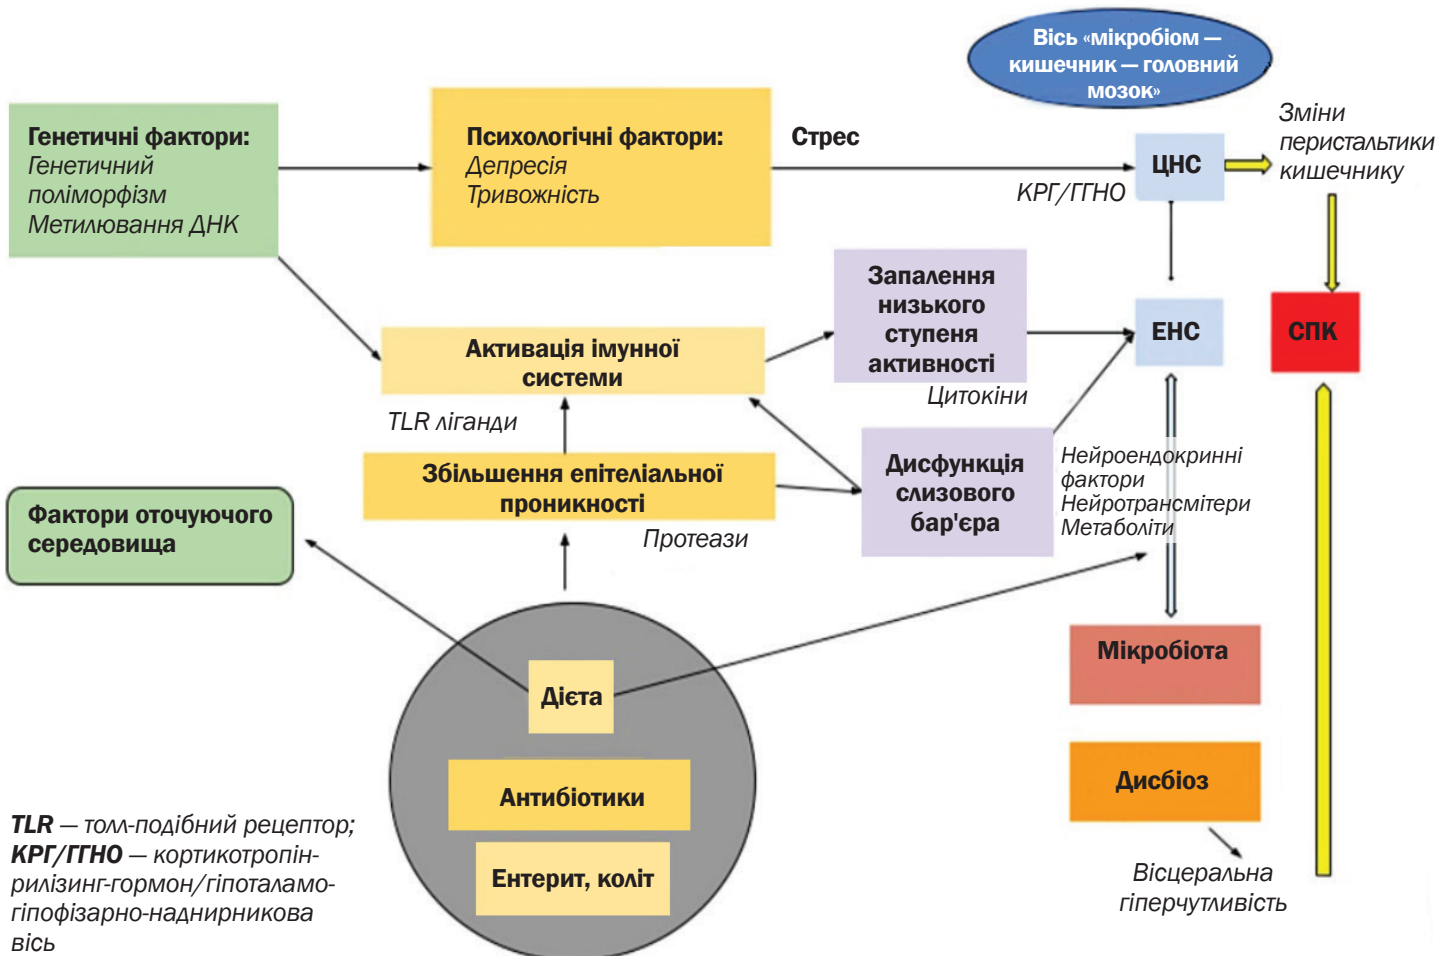 Вісь «мікробіом —
кишечник — головний
мозок»
Генетичні фактори:
Генетичний
поліморфізм
Метилювання ДНК
Психологічні фактори:
Депресія
Тривожність
Стрес
КРГ/ГГНО
ЦНС
Зміни
перистальтики
кишечнику
Запалення
низького
ступеня
активності
Цитокіни
ЕНС
СПК
Активація імунної
системи
TLR ліганди
Збільшення епітеліальної
проникності
Протеази
Дисфункція
слизового
бар'єра
Нейроендокринні
фактори
Нейротрансмітери
Метаболіти
Фактори оточуючого
середовища
Дієта
Антибіотики
Ентерит, коліт
Мікробіота
Дисбіоз
Вісцеральна
гіперчутливість
TLR — толл-подібний рецептор;
КРГ/ГГНО — кортикотропін-
рилізинг-гормон/гіпоталамо-
гіпофізарно-наднирникова
вісь